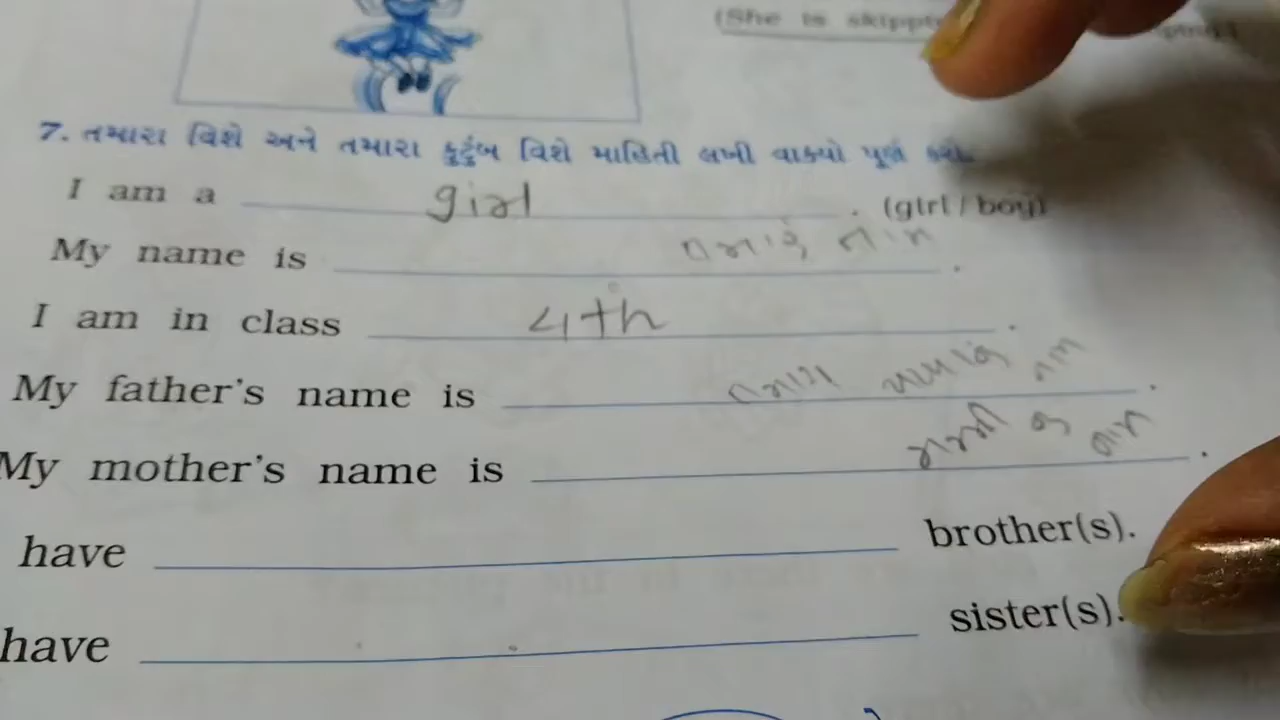 (She is skipp
7. તમારા વિશે અને તમારા કુટુંબ વિશે માહિતી લખી વાક્યો પૂર્ણ કરો.
I am a girl . (girl / boy)
My name is તમારું નામ .
I am in class 4th .
My father's name is તમારા પપ્પાનું નામ .
My mother's name is મમ્મી નું નામ .
have brother(s).
have sister(s).